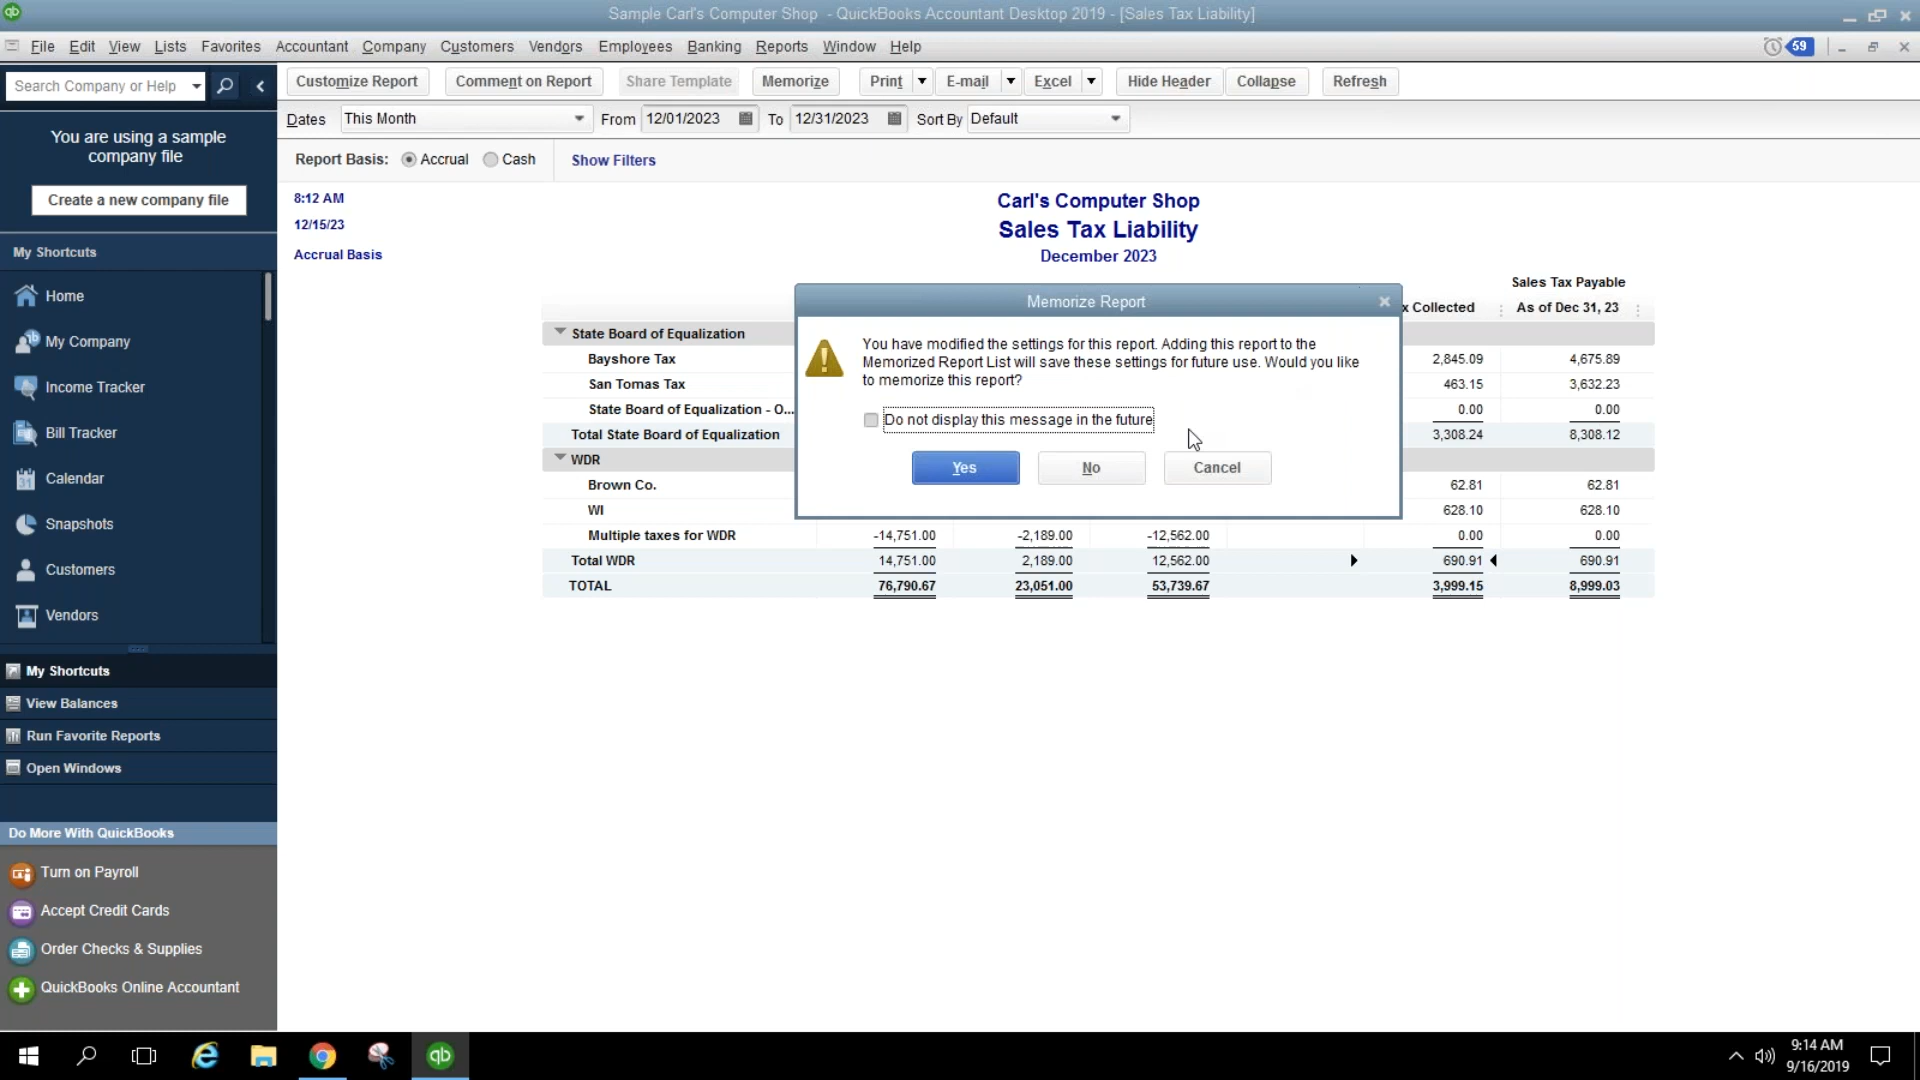 Sample Carl's Computer Shop - QuickBooks Accountant Desktop 2019 - [Sales Tax Liability]
File Edit View Lists Favorites Accountant Company Customers Vendors Employees Banking Reports Window Help
59
Search Company or Help
Customize Report Comment on Report Share Template Memorize Print E-mail Excel Hide Header Collapse Refresh
Dates This Month From 12/01/2023 To 12/31/2023 Sort By Default
You are using a sample
company file
Create a new company file
Report Basis: Accrual Cash Show Filters
8:12 AM
12/15/23
Accrual Basis
Carl's Computer Shop
Sales Tax Liability
December 2023
My Shortcuts
Home
My Company
Income Tracker
Bill Tracker
Calendar
31
Snapshots
Customers
Vendors
My Shortcuts
View Balances
Run Favorite Reports
Open Windows
Do More With QuickBooks
Turn on Payroll
Accept Credit Cards
Order Checks & Supplies
QuickBooks Online Accountant
Sales Tax Payable
x Collected As of Dec 31, 23
State Board of Equalization
Bayshore Tax 2,845.09 4,675.89
San Tomas Tax 463.15 3,632.23
State Board of Equalization - O... 0.00 0.00
Total State Board of Equalization 3,308.24 8,308.12
WDR
Brown Co. 62.81 62.81
WI 628.10 628.10
Multiple taxes for WDR -14,751.00 -2,189.00 -12,562.00 0.00 0.00
Total WDR 14,751.00 2,189.00 12,562.00 690.91 690.91
TOTAL 76,790.67 23,051.00 53,739.67 3,999.15 8,999.03
Memorize Report
You have modified the settings for this report. Adding this report to the
Memorized Report List will save these settings for future use. Would you like
to memorize this report?
Do not display this message in the future
Yes No Cancel
qb
9:14 AM
9/16/2019